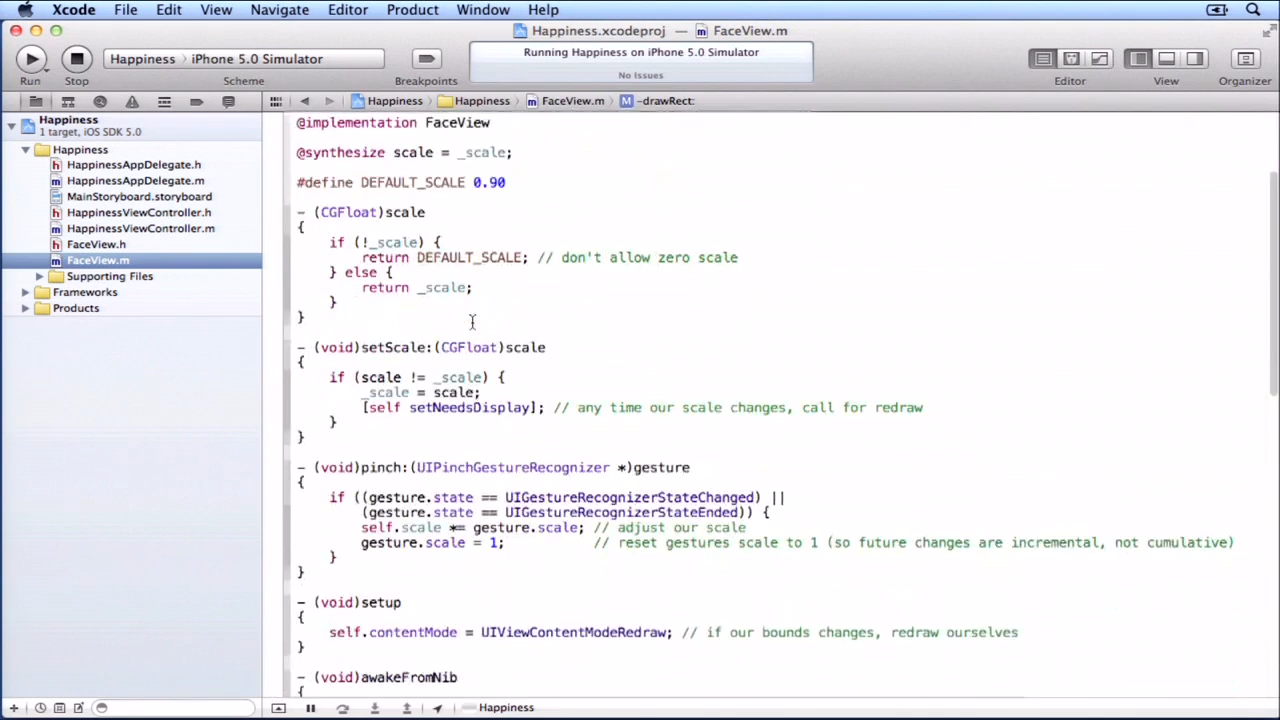 Xcode File Edit View Navigate Editor Product Window Help
Happiness.xcodeproj — FaceView.m
Happiness iPhone 5.0 Simulator
Running Happiness on iPhone 5.0 Simulator
No Issues
Run Stop Scheme Breakpoints Editor View Organizer
Happiness Happiness FaceView.m M -drawRect:
Happiness
1 target, iOS SDK 5.0
Happiness
h HappinessAppDelegate.h
m HappinessAppDelegate.m
MainStoryboard.storyboard
h HappinessViewController.h
m HappinessViewController.m
h FaceView.h
m FaceView.m
Supporting Files
Frameworks
Products
@implementation FaceView
@synthesize scale = _scale;
#define DEFAULT_SCALE 0.90
- (CGFloat)scale
{
if (!_scale) {
return DEFAULT_SCALE; // don't allow zero scale
} else {
return _scale;
}
}
- (void)setScale:(CGFloat)scale
{
if (scale != _scale) {
_scale = scale;
[self setNeedsDisplay]; // any time our scale changes, call for redraw
}
}
- (void)pinch:(UIPinchGestureRecognizer *)gesture
{
if ((gesture.state == UIGestureRecognizerStateChanged) ||
(gesture.state == UIGestureRecognizerStateEnded)) {
self.scale *= gesture.scale; // adjust our scale
gesture.scale = 1; // reset gestures scale to 1 (so future changes are incremental, not cumulative)
}
}
- (void)setup
{
self.contentMode = UIViewContentModeRedraw; // if our bounds changes, redraw ourselves
}
- (void)awakeFromNib
{
Happiness